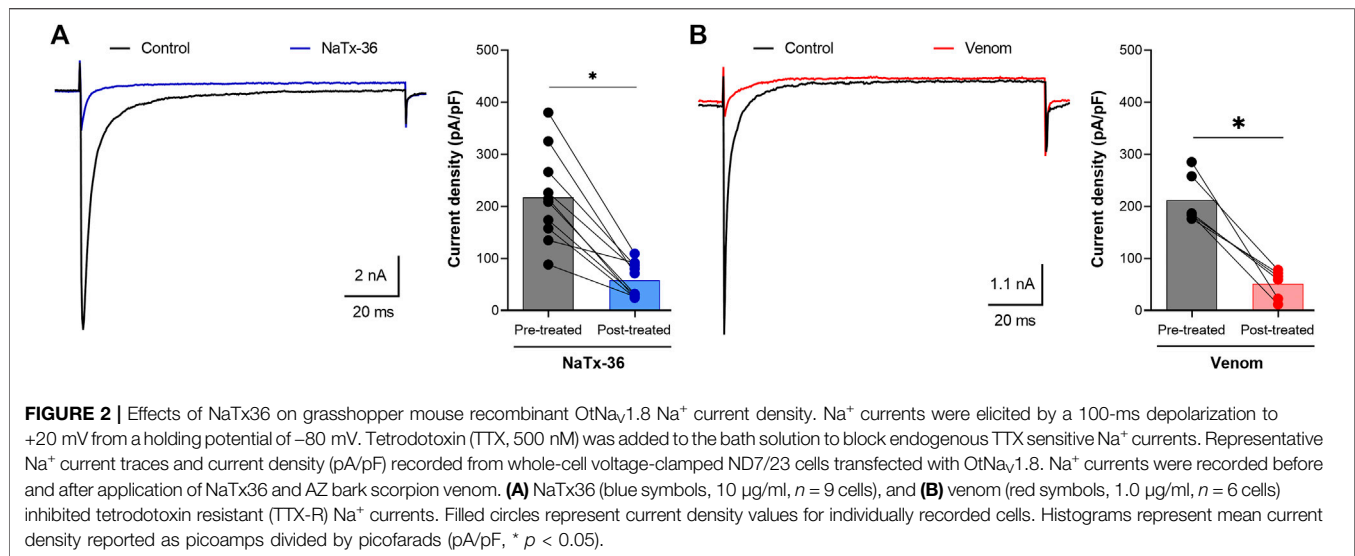 A
Control
NaTx-36
2 nA
20 ms
Current density (pA/pF)
500
400
300
200
100
0
*
Pre-treated Post-treated
NaTx-36
B
Control
Venom
1.1 nA
20 ms
Current density (pA/pF)
500
400
300
200
100
0
*
Pre-treated Post-treated
Venom
FIGURE 2 | Effects of NaTx36 on grasshopper mouse recombinant OtNaV1.8 Na+ current density. Na+ currents were elicited by a 100-ms depolarization to
+20 mV from a holding potential of –80 mV. Tetrodotoxin (TTX, 500 nM) was added to the bath solution to block endogenous TTX sensitive Na+ currents. Representative
Na+ current traces and current density (pA/pF) recorded from whole-cell voltage-clamped ND7/23 cells transfected with OtNaV1.8. Na+ currents were recorded before
and after application of NaTx36 and AZ bark scorpion venom. (A) NaTx36 (blue symbols, 10 µg/ml, n = 9 cells), and (B) venom (red symbols, 1.0 µg/ml, n = 6 cells)
inhibited tetrodotoxin resistant (TTX-R) Na+ currents. Filled circles represent current density values for individually recorded cells. Histograms represent mean current
density reported as picoamps divided by picofarads (pA/pF, * p < 0.05).